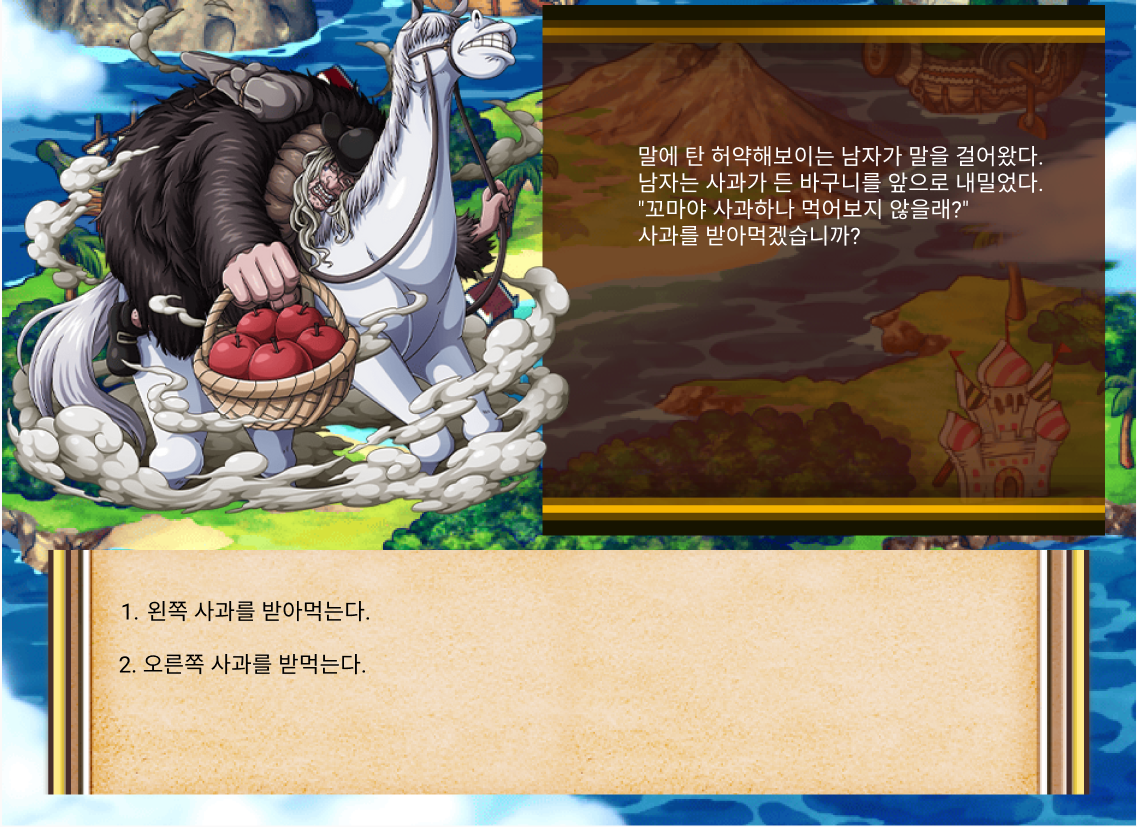 말에 탄 허약해보이는 남자가 말을 걸어왔다.
남자는 사과가 든 바구니를 앞으로 내밀었다.
"꼬마야 사과하나 먹어보지 않을래?"
사과를 받아먹겠습니까?
1. 왼쪽 사과를 받아먹는다.
2. 오른쪽 사과를 받먹는다.